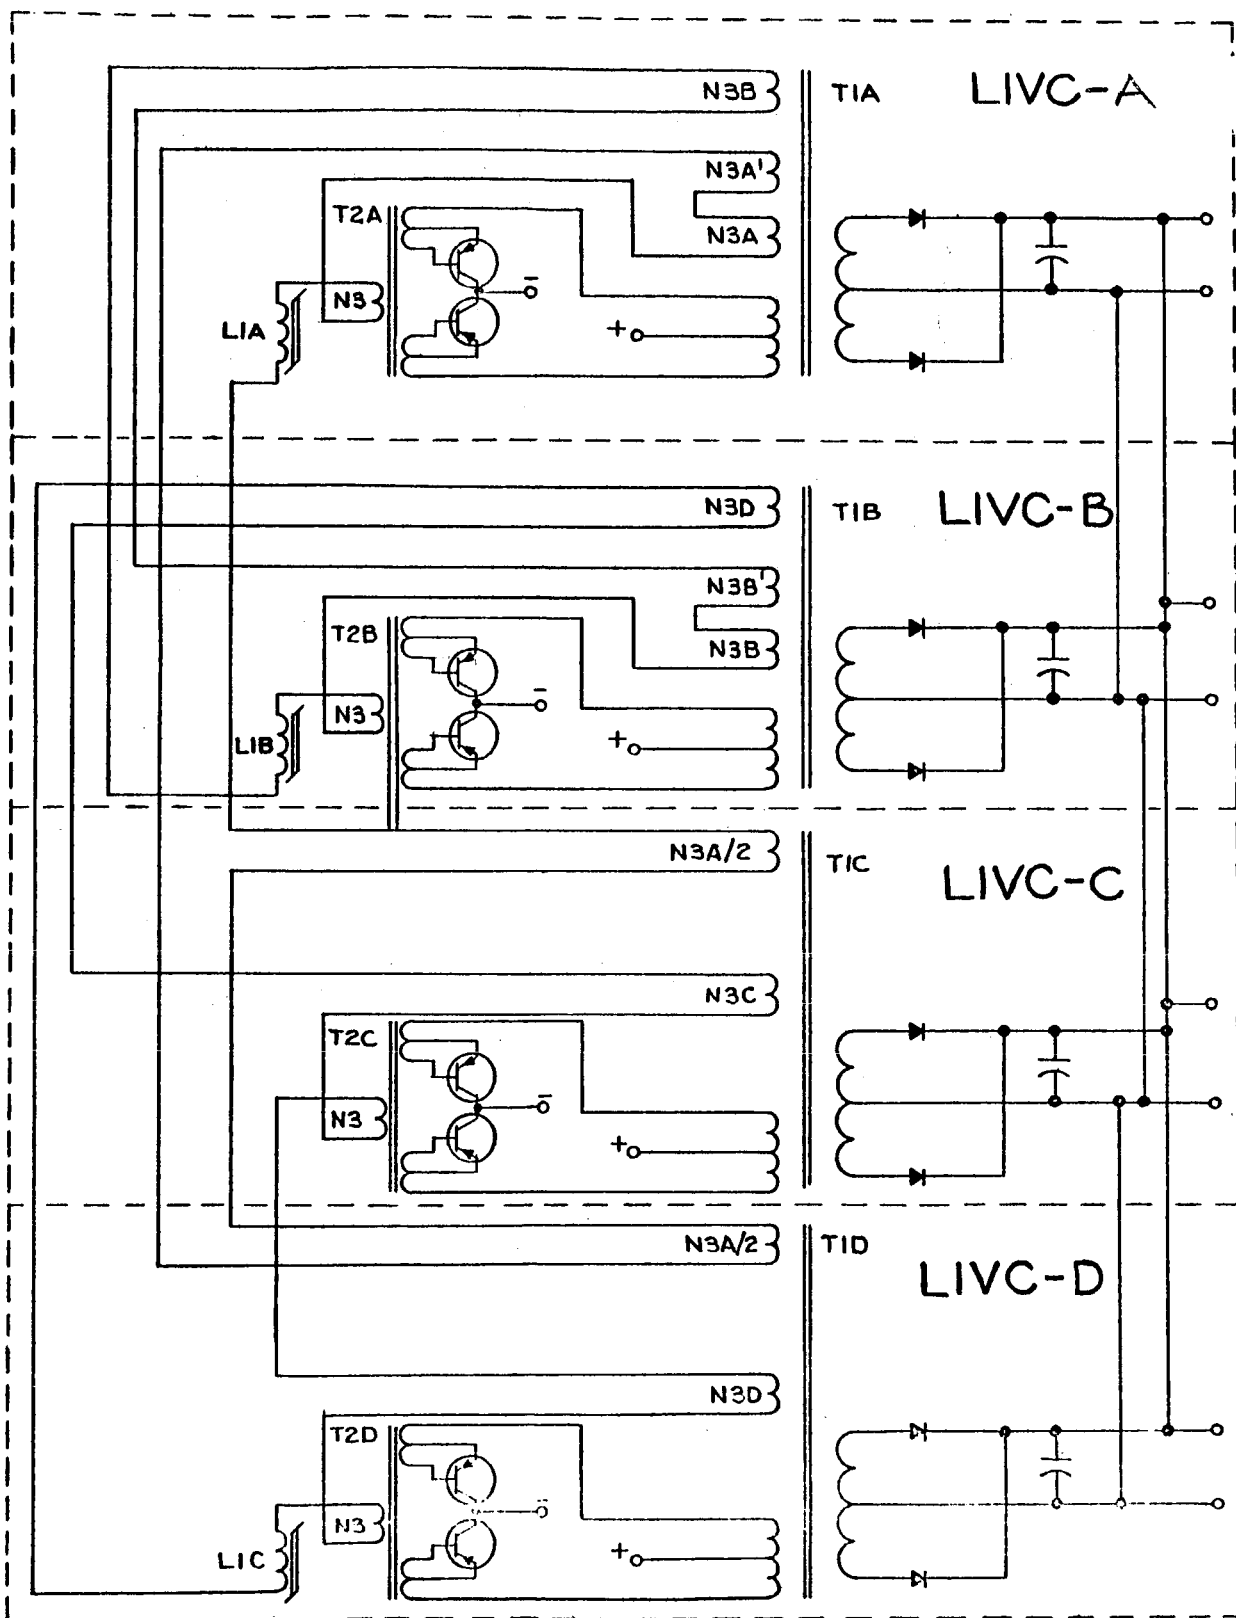 N3B
T1A
LIVC-A
N3A'
T2A
N3A
-
N3
+
L1A
N3D
T1B
LIVC-B
N3B'
T2B
N3B
-
N3
+
L1B
N3A/2
T1C
LIVC-C
N3C
T2C
-
N3
+
N3A/2
T1D
LIVC-D
N3D
T2D
-
N3
+
L1C